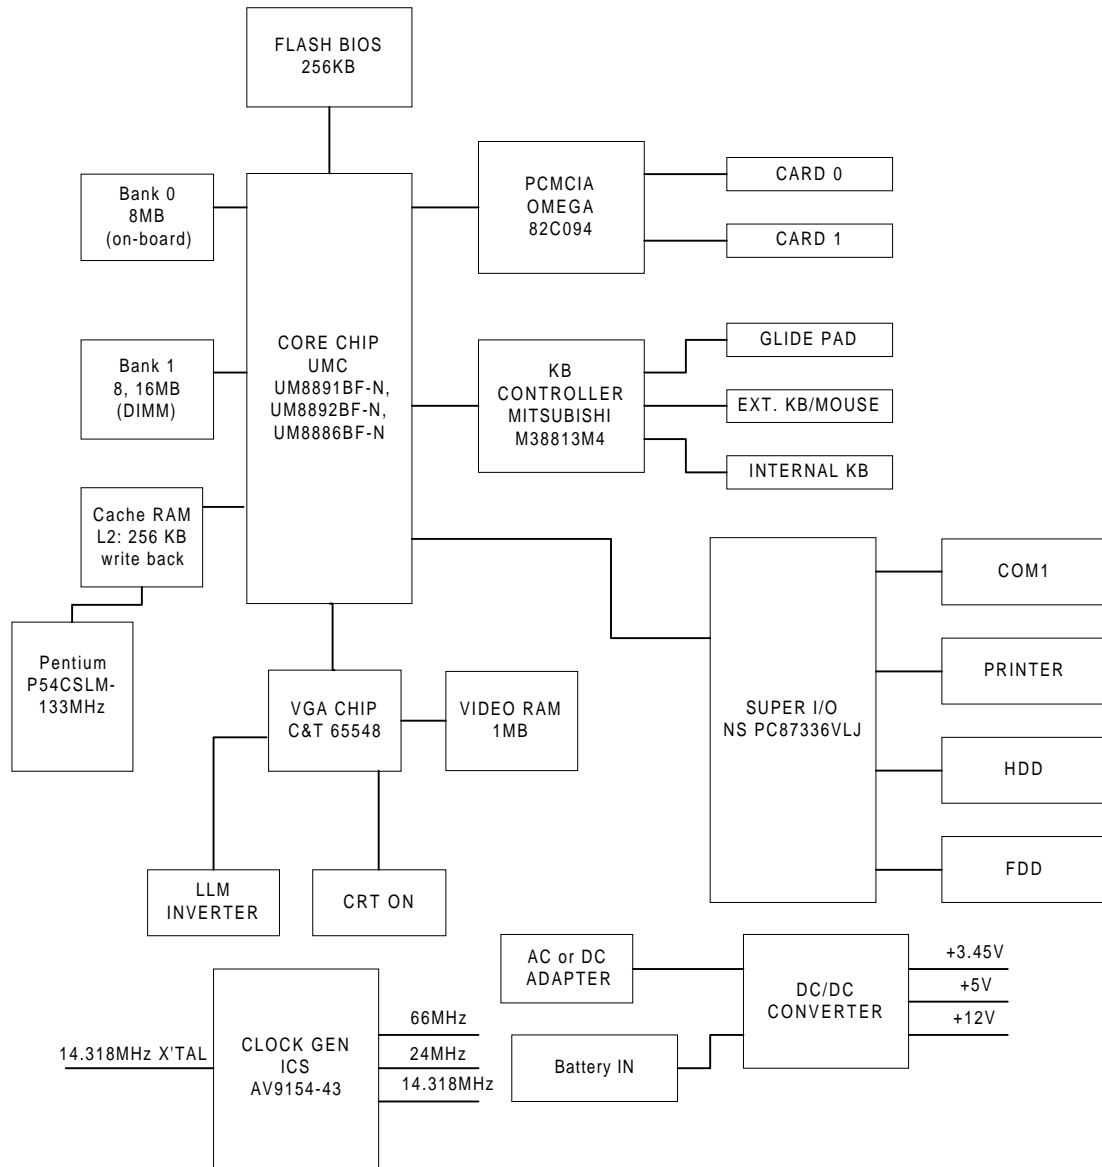 FLASH BIOS
256KB
Bank 0
8MB
(on-board)
PCMCIA
OMEGA
82C094
CARD 0
CARD 1
Bank 1
8, 16MB
(DIMM)
CORE CHIP
UMC
UM8891BF-N,
UM8892BF-N,
UM8886BF-N
KB
CONTROLLER
MITSUBISHI
M38813M4
GLIDE PAD
EXT. KB/MOUSE
INTERNAL KB
Cache RAM
L2: 256 KB
write back
Pentium
P54CSLM-
133MHz
VGA CHIP
C&T 65548
VIDEO RAM
1MB
SUPER I/O
NS PC87336VLJ
COM1
PRINTER
HDD
FDD
LLM
INVERTER
CRT ON
AC or DC
ADAPTER
Battery IN
DC/DC
CONVERTER
+3.45V
+5V
+12V
14.318MHz X'TAL
CLOCK GEN
ICS
AV9154-43
66MHz
24MHz
14.318MHz